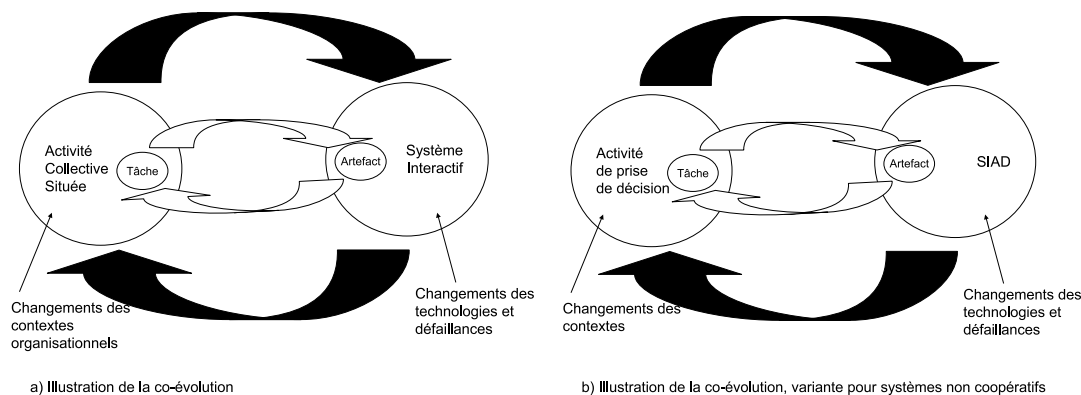 Activité
Collective
Située
Tâche
Artefact
Système
Interactif
Changements des
contextes
organisationnels
Changements des
technologies et
défaillances
a) Illustration de la co-évolution
Activité
de prise
de décision
Tâche
Artefact
SIAD
Changements des
contextes
Changements des
technologies et
défaillances
b) Illustration de la co-évolution, variante pour systèmes non coopératifs